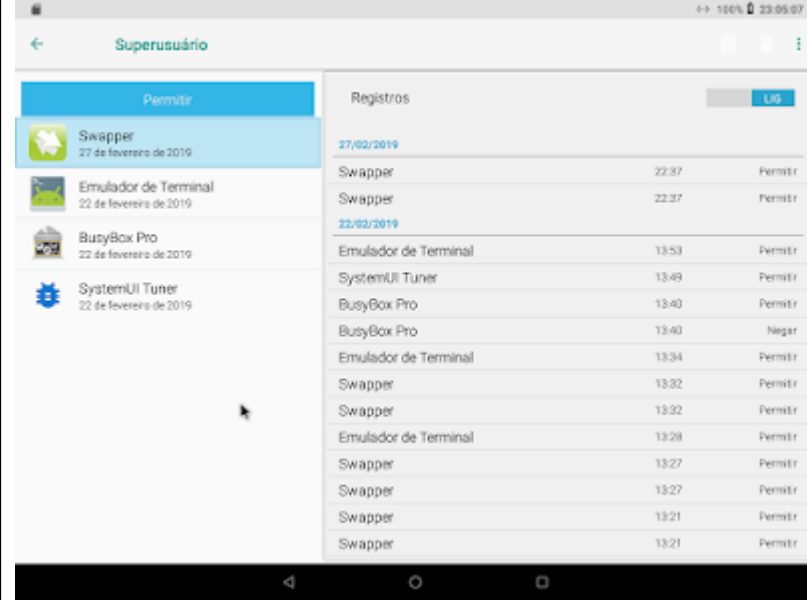 100% 23:05:07
Superusuário
Permitir
Swapper
27 de fevereiro de 2019
Emulador de Terminal
22 de fevereiro de 2019
BusyBox Pro
22 de fevereiro de 2019
SystemUI Tuner
22 de fevereiro de 2019
Registros LIG
27/02/2019
Swapper 22:37 Permitir
Swapper 22:37 Permitir
22/02/2019
Emulador de Terminal 13:53 Permitir
SystemUI Tuner 13:49 Permitir
BusyBox Pro 13:40 Permitir
BusyBox Pro 13:40 Negar
Emulador de Terminal 13:34 Permitir
Swapper 13:32 Permitir
Swapper 13:32 Permitir
Emulador de Terminal 13:28 Permitir
Swapper 13:27 Permitir
Swapper 13:27 Permitir
Swapper 13:21 Permitir
Swapper 13:21 Permitir